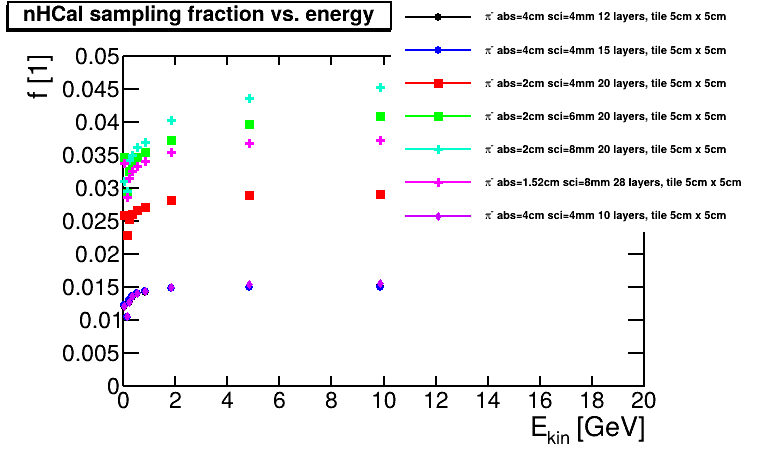 nHCal sampling fraction vs. energy
π⁻ abs=4cm sci=4mm 12 layers, tile 5cm x 5cm
π⁻ abs=4cm sci=4mm 15 layers, tile 5cm x 5cm
π⁻ abs=2cm sci=4mm 20 layers, tile 5cm x 5cm
π⁻ abs=2cm sci=6mm 20 layers, tile 5cm x 5cm
π⁻ abs=2cm sci=8mm 20 layers, tile 5cm x 5cm
π⁻ abs=1.52cm sci=8mm 28 layers, tile 5cm x 5cm
π⁻ abs=4cm sci=4mm 10 layers, tile 5cm x 5cm
f [1]
0.05
0.045
0.04
0.035
0.03
0.025
0.02
0.015
0.01
0.005
0
0 2 4 6 8 10 12 14 16 18 20
E_kin [GeV]